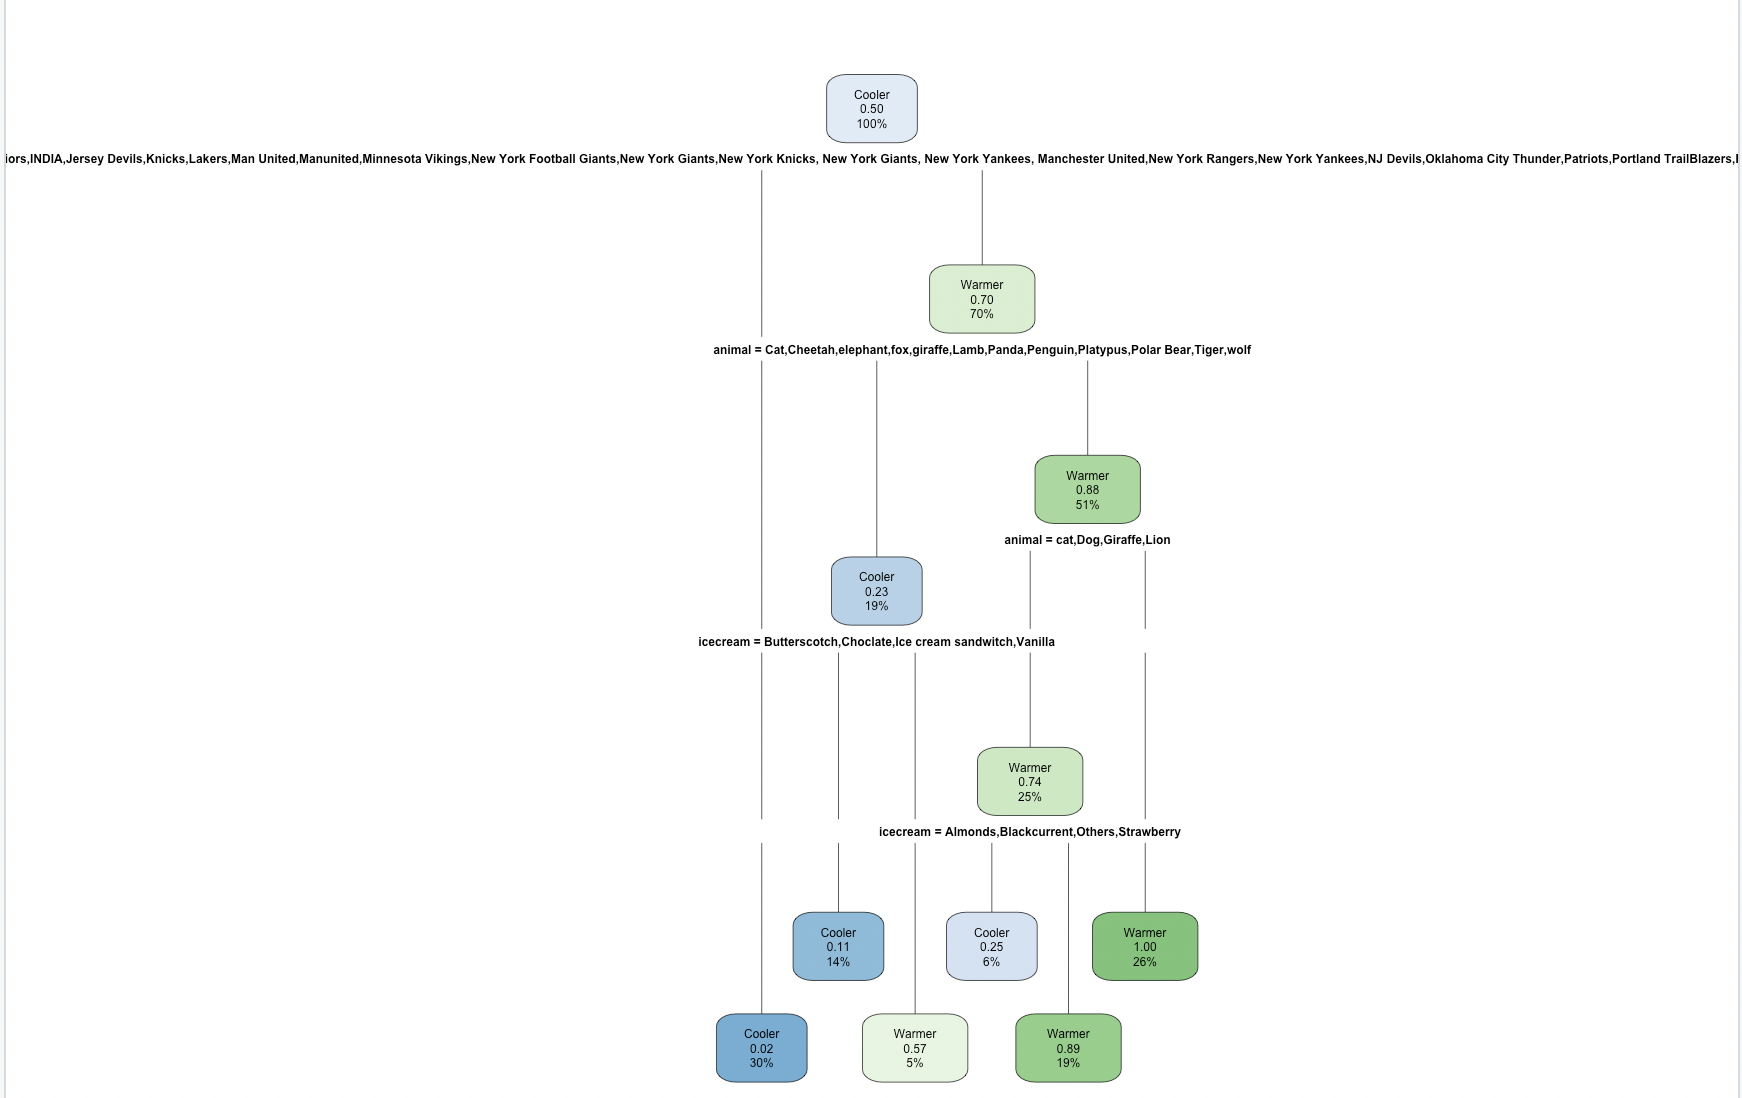 Cooler
0.50
100%
iors,INDIA,Jersey Devils,Knicks,Lakers,Man United,Manunited,Minnesota Vikings,New York Football Giants,New York Giants,New York Knicks, New York Giants, New York Yankees, Manchester United,New York Rangers,New York Yankees,NJ Devils,Oklahoma City Thunder,Patriots,Portland TrailBlazers,
Warmer
0.70
70%
animal = Cat,Cheetah,elephant,fox,giraffe,Lamb,Panda,Penguin,Platypus,Polar Bear,Tiger,wolf
Warmer
0.88
51%
animal = cat,Dog,Giraffe,Lion
Cooler
0.23
19%
icecream = Butterscotch,Choclate,Ice cream sandwitch,Vanilla
Warmer
0.74
25%
icecream = Almonds,Blackcurrent,Others,Strawberry
Cooler
0.11
14%
Cooler
0.25
6%
Warmer
1.00
26%
Cooler
0.02
30%
Warmer
0.57
5%
Warmer
0.89
19%